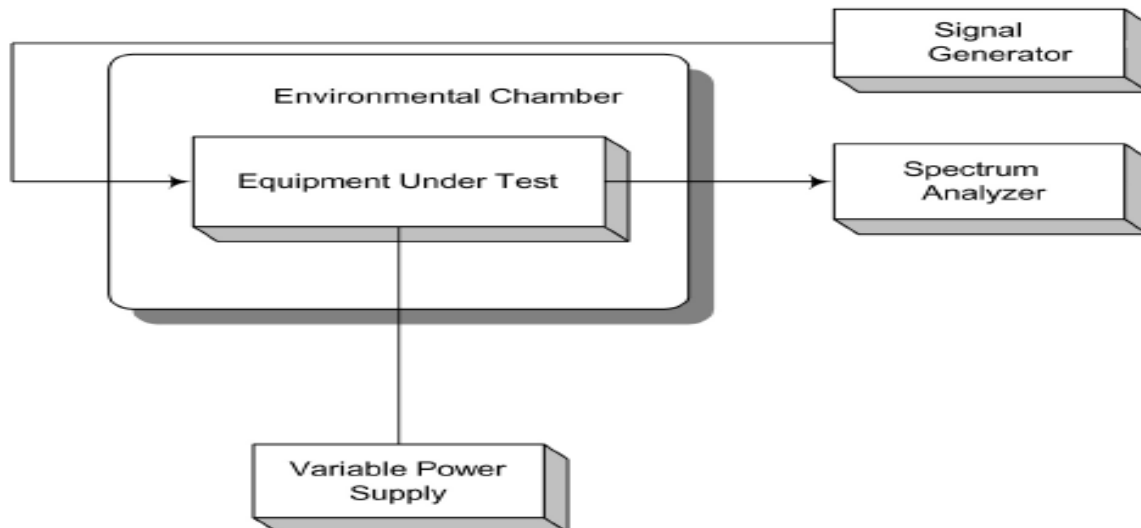 Signal
Generator
Environmental Chamber
Equipment Under Test
Spectrum
Analyzer
Variable Power
Supply